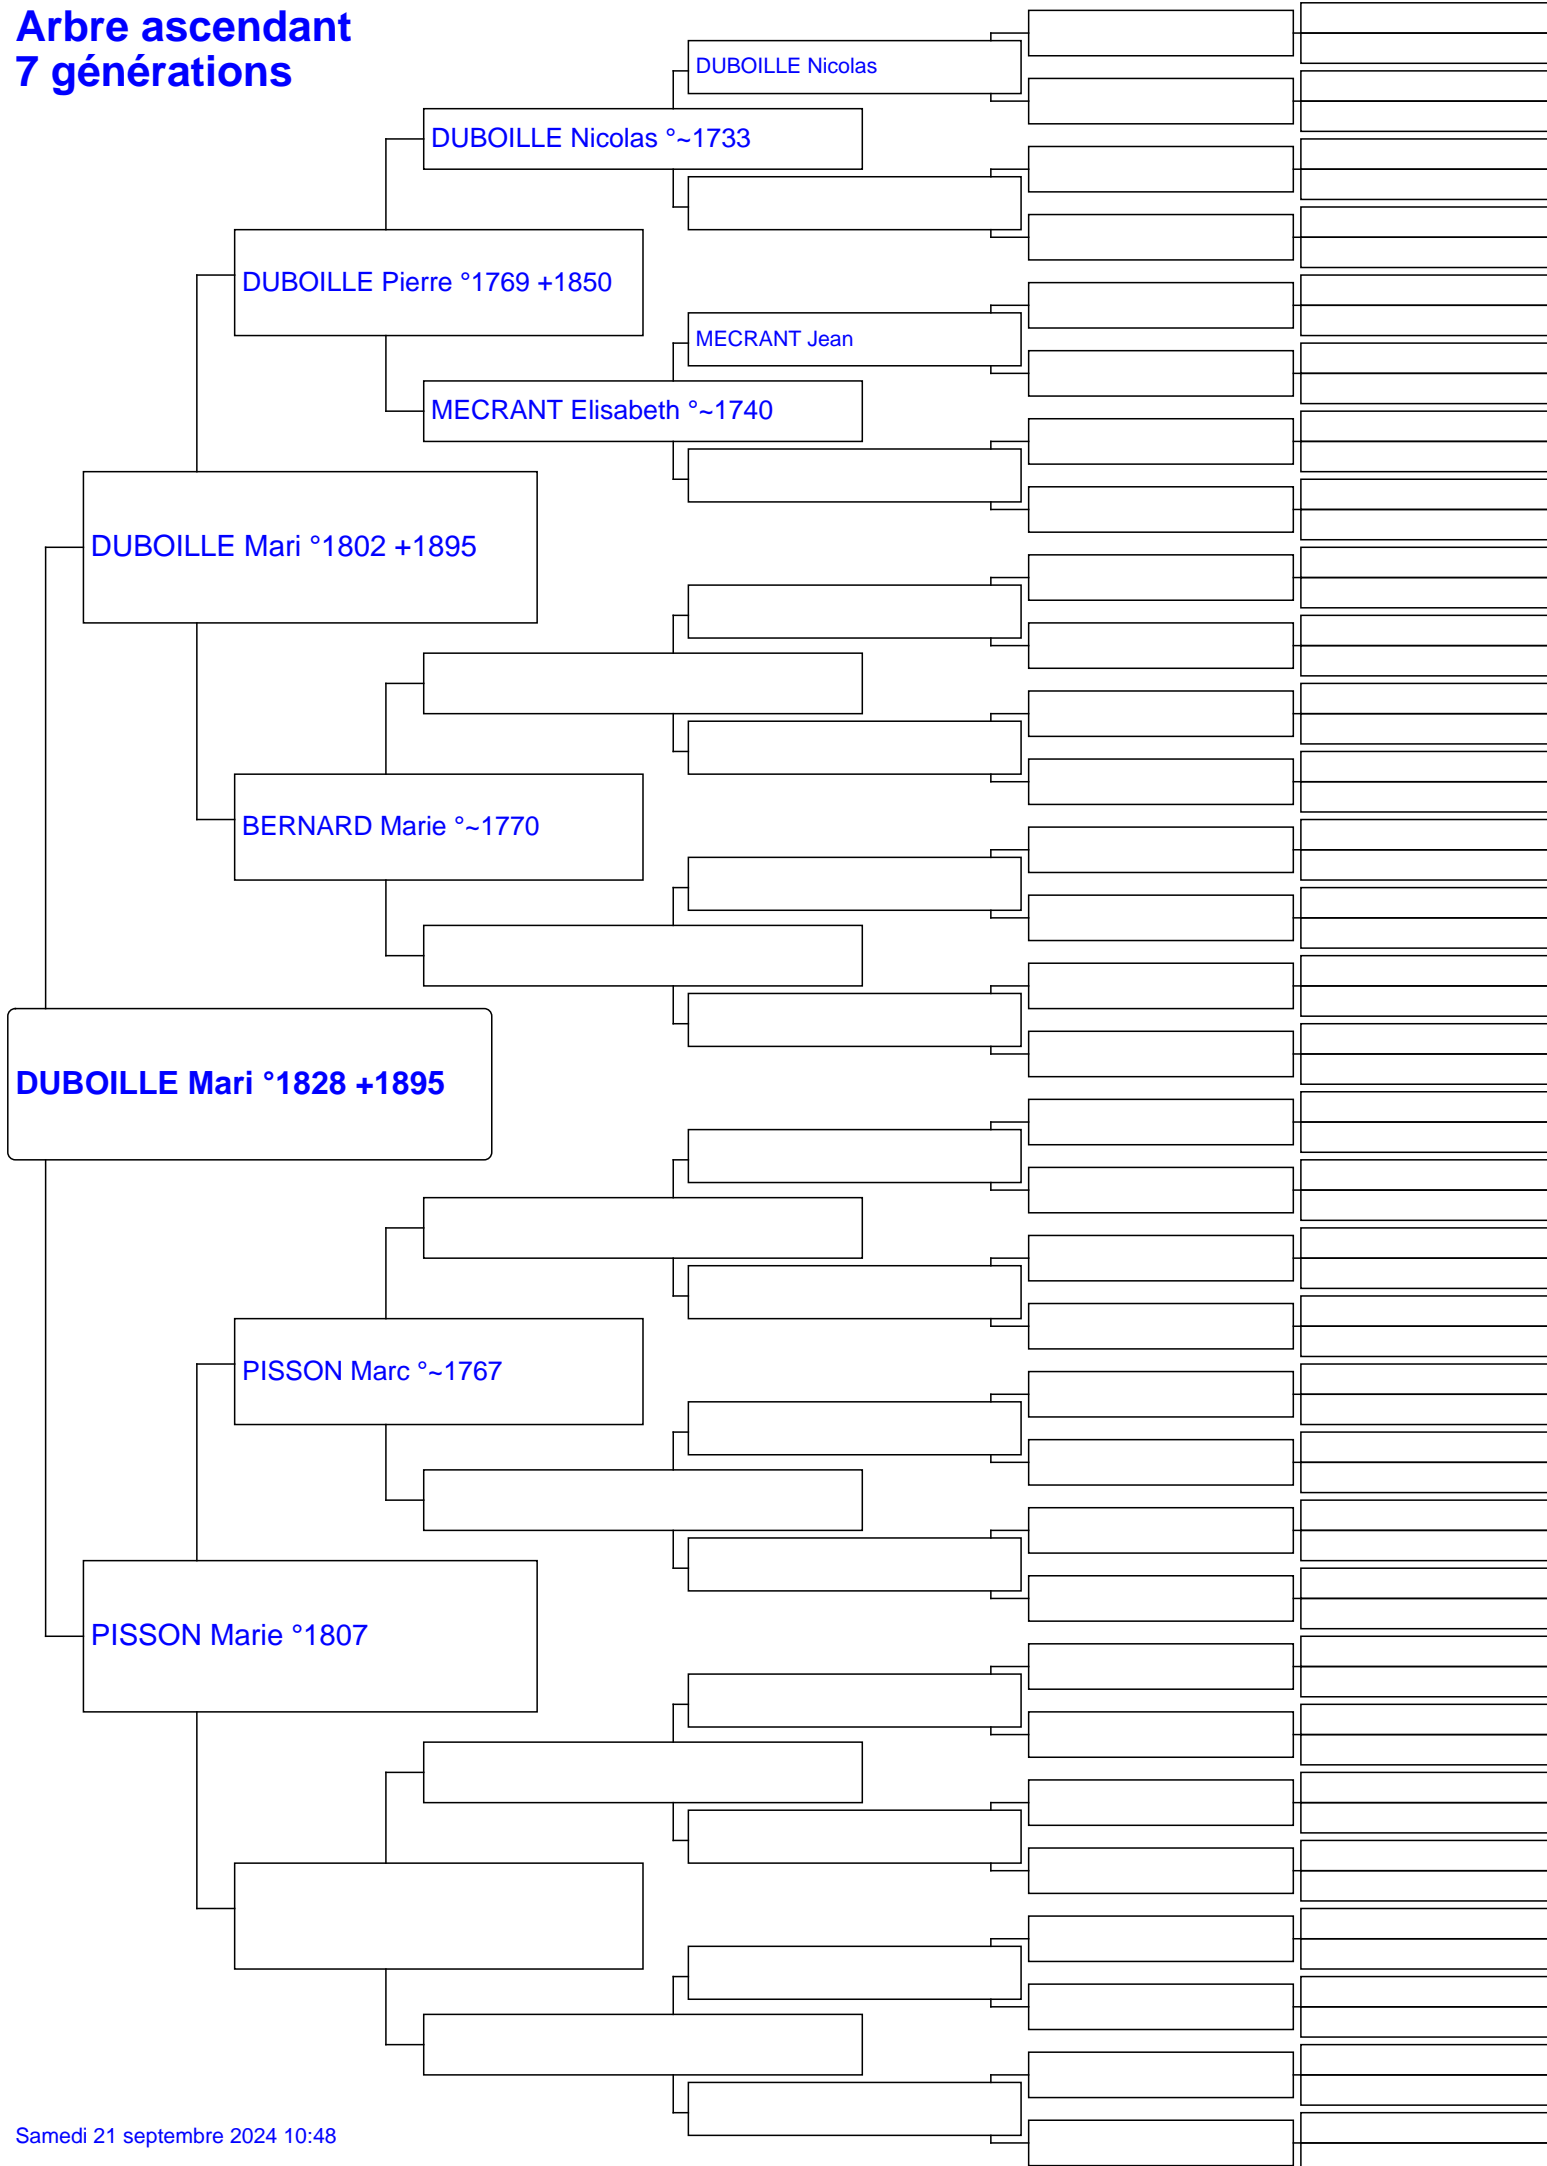 Arbre ascendant
7 générations
DUBOILLE Nicolas
DUBOILLE Nicolas °~1733
DUBOILLE Pierre °1769 +1850
MECRANT Jean
MECRANT Elisabeth °~1740
DUBOILLE Mari °1802 +1895
BERNARD Marie °~1770
DUBOILLE Mari °1828 +1895
PISSON Marc °~1767
PISSON Marie °1807
Samedi 21 septembre 2024 10:48